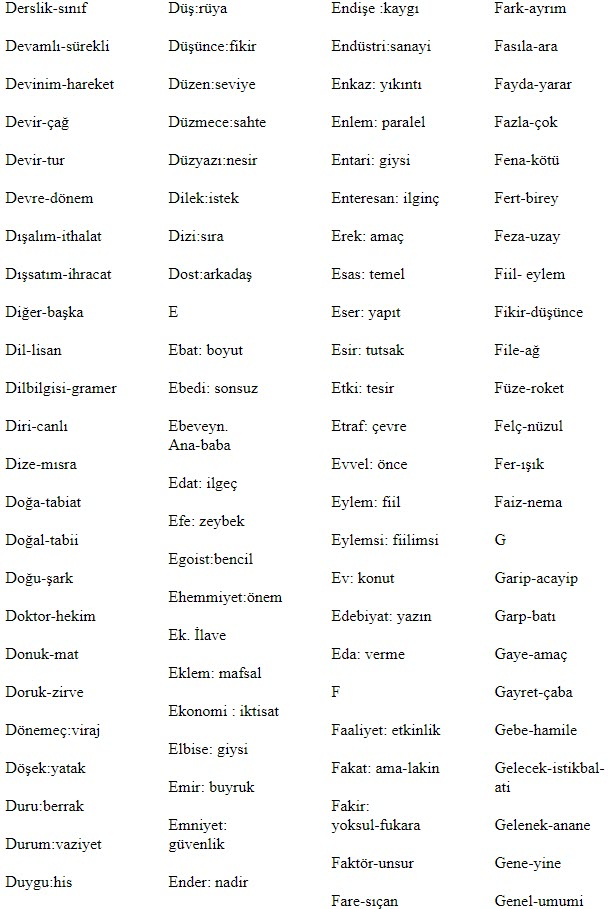 Derslik-sınıf
Devamlı-sürekli
Devinim-hareket
Devir-çağ
Devir-tur
Devre-dönem
Dışalım-ithalat
Dışsatım-ihracat
Diğer-başka
Dil-lisan
Dilbilgisi-gramer
Diri-canlı
Dize-mısra
Doğa-tabiat
Doğal-tabii
Doğu-şark
Doktor-hekim
Donuk-mat
Doruk-zirve
Dönemeç:viraj
Döşek:yatak
Duru:berrak
Durum:vaziyet
Duygu:his
Düş:rüya
Düşünce:fikir
Düzen:seviye
Düzmece:sahte
Düzyazı:nesir
Dilek:istek
Dizi:sıra
Dost:arkadaş
E
Ebat: boyut
Ebedi: sonsuz
Ebeveyn.
Ana-baba
Edat: ilgeç
Efe: zeybek
Egoist:bencil
Ehemmiyet:önem
Ek. İlave
Eklem: mafsal
Ekonomi : iktisat
Elbise: giysi
Emir: buyruk
Emniyet:
güvenlik
Ender: nadir
Endişe :kaygı
Endüstri:sanayi
Enkaz: yıkıntı
Enlem: paralel
Entari: giysi
Enteresan: ilginç
Erek: amaç
Esas: temel
Eser: yapıt
Esir: tutsak
Etki: tesir
Etraf: çevre
Evvel: önce
Eylem: fiil
Eylemsi: fiilimsi
Ev: konut
Edebiyat: yazın
Eda: verme
F
Faaliyet: etkinlik
Fakat: ama-lakin
Fakir:
yoksul-fukara
Faktör-unsur
Fare-sıçan
Fark-ayrım
Fasıla-ara
Fayda-yarar
Fazla-çok
Fena-kötü
Fert-birey
Feza-uzay
Fiil- eylem
Fikir-düşünce
File-ağ
Füze-roket
Felç-nüzul
Fer-ışık
Faiz-nema
G
Garip-acayip
Garp-batı
Gaye-amaç
Gayret-çaba
Gebe-hamile
Gelecek-istikbal-
ati
Gelenek-anane
Gene-yine
Genel-umumi